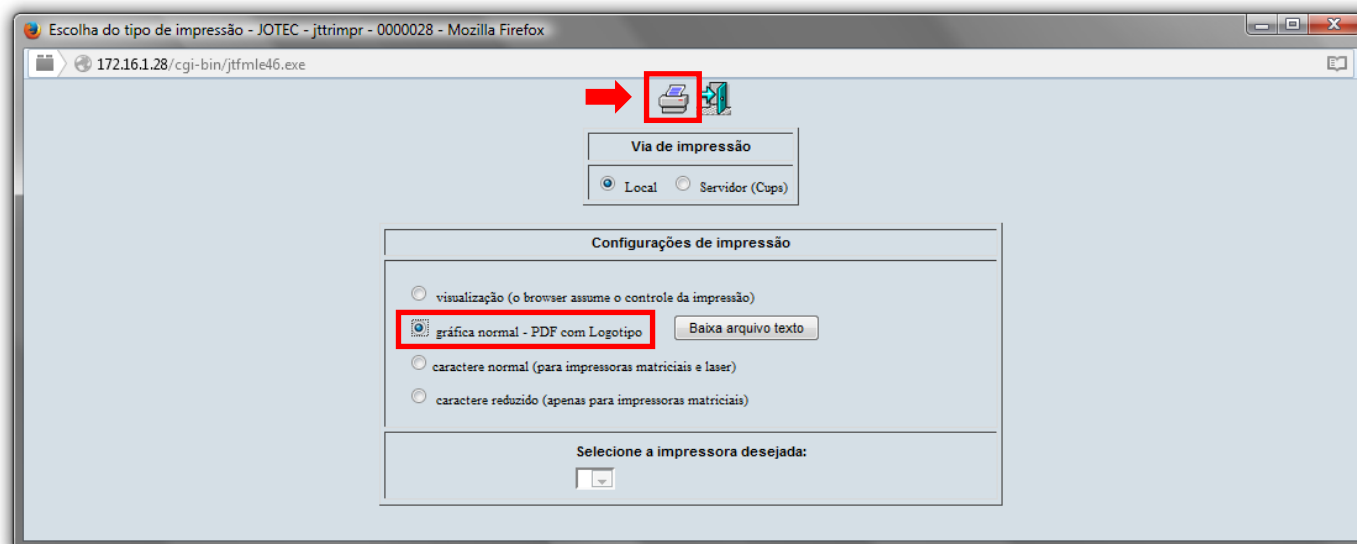 Escolha do tipo de impressão - JOTEC - jttrimpr - 0000028 - Mozilla Firefox
172.16.1.28/cgi-bin/jtfmle46.exe
Via de impressão
Local Servidor (Cups)
Configurações de impressão
visualização (o browser assume o controle da impressão)
gráfica normal - PDF com Logotipo Baixa arquivo texto
caractere normal (para impressoras matriciais e laser)
caractere reduzido (apenas para impressoras matriciais)
Selecione a impressora desejada: